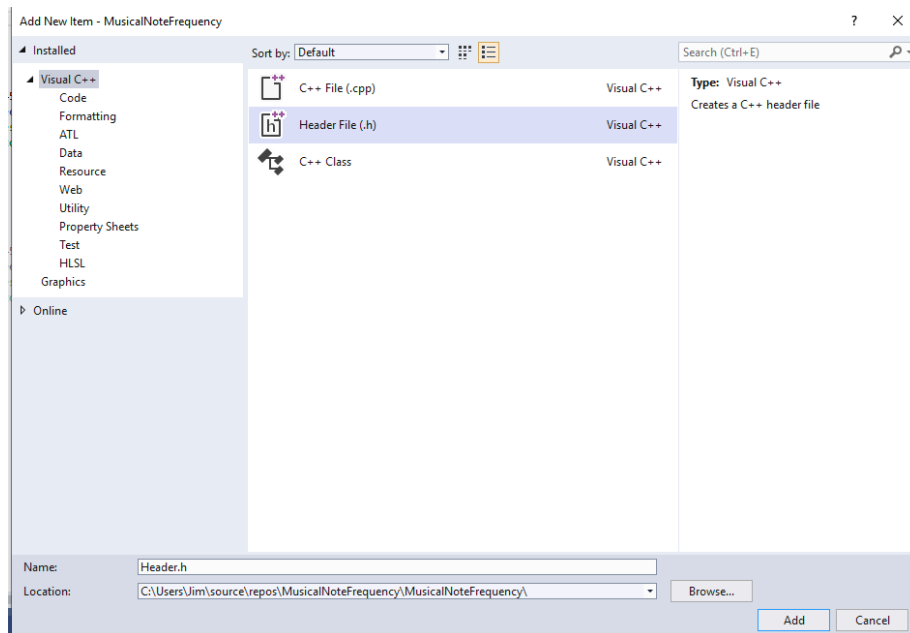 Add New Item - MusicalNoteFrequency ? X
Installed
Sort by: Default
Search (Ctrl+E)
Visual C++
Code
Formatting
ATL
Data
Resource
Web
Utility
Property Sheets
Test
HLSL
Graphics
Online
C++ File (.cpp) Visual C++
Header File (.h) Visual C++
C++ Class Visual C++
Type: Visual C++
Creates a C++ header file
Name: Header.h
Location: C:\Users\Jim\source\repos\MusicalNoteFrequency\MusicalNoteFrequency\ Browse...
Add Cancel